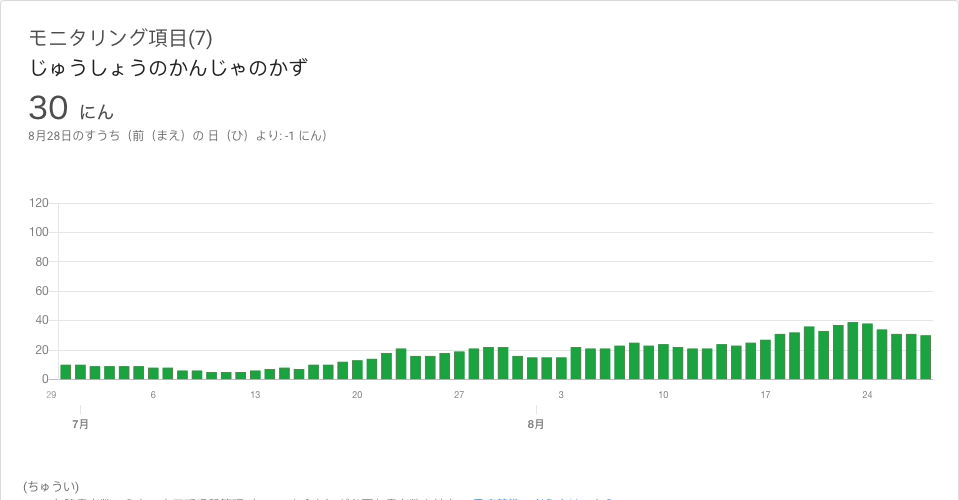 モニタリング項目(7)
じゅうしょうのかんじゃのかず
30 にん
8月28日のすうち（前（まえ）の 日（ひ）より: -1 にん）
120
100
80
60
40
20
0
29 6 13 20 27 3 10 17 24
7月 8月
(ちゅうい)